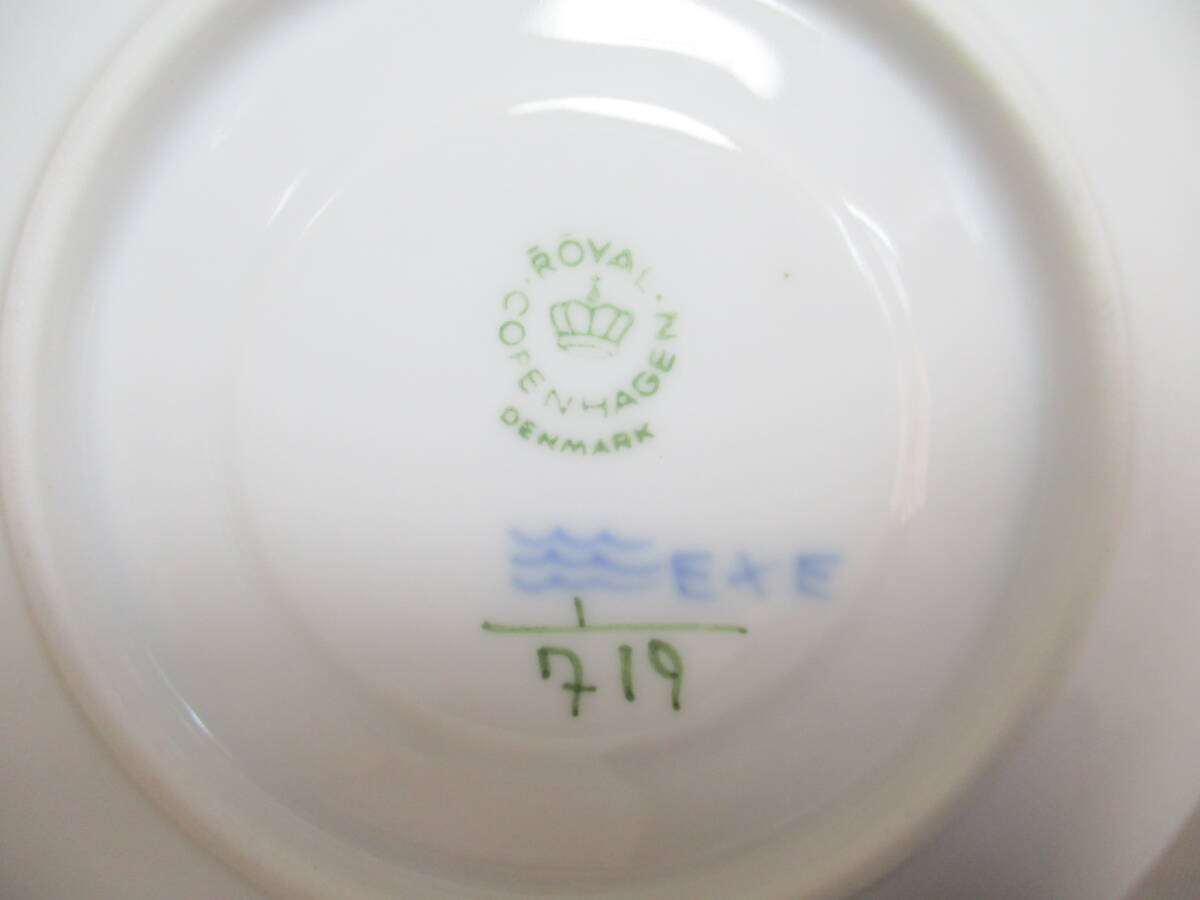 · ROYAL ·
COPENHAGEN
DENMARK
E+E
1
719